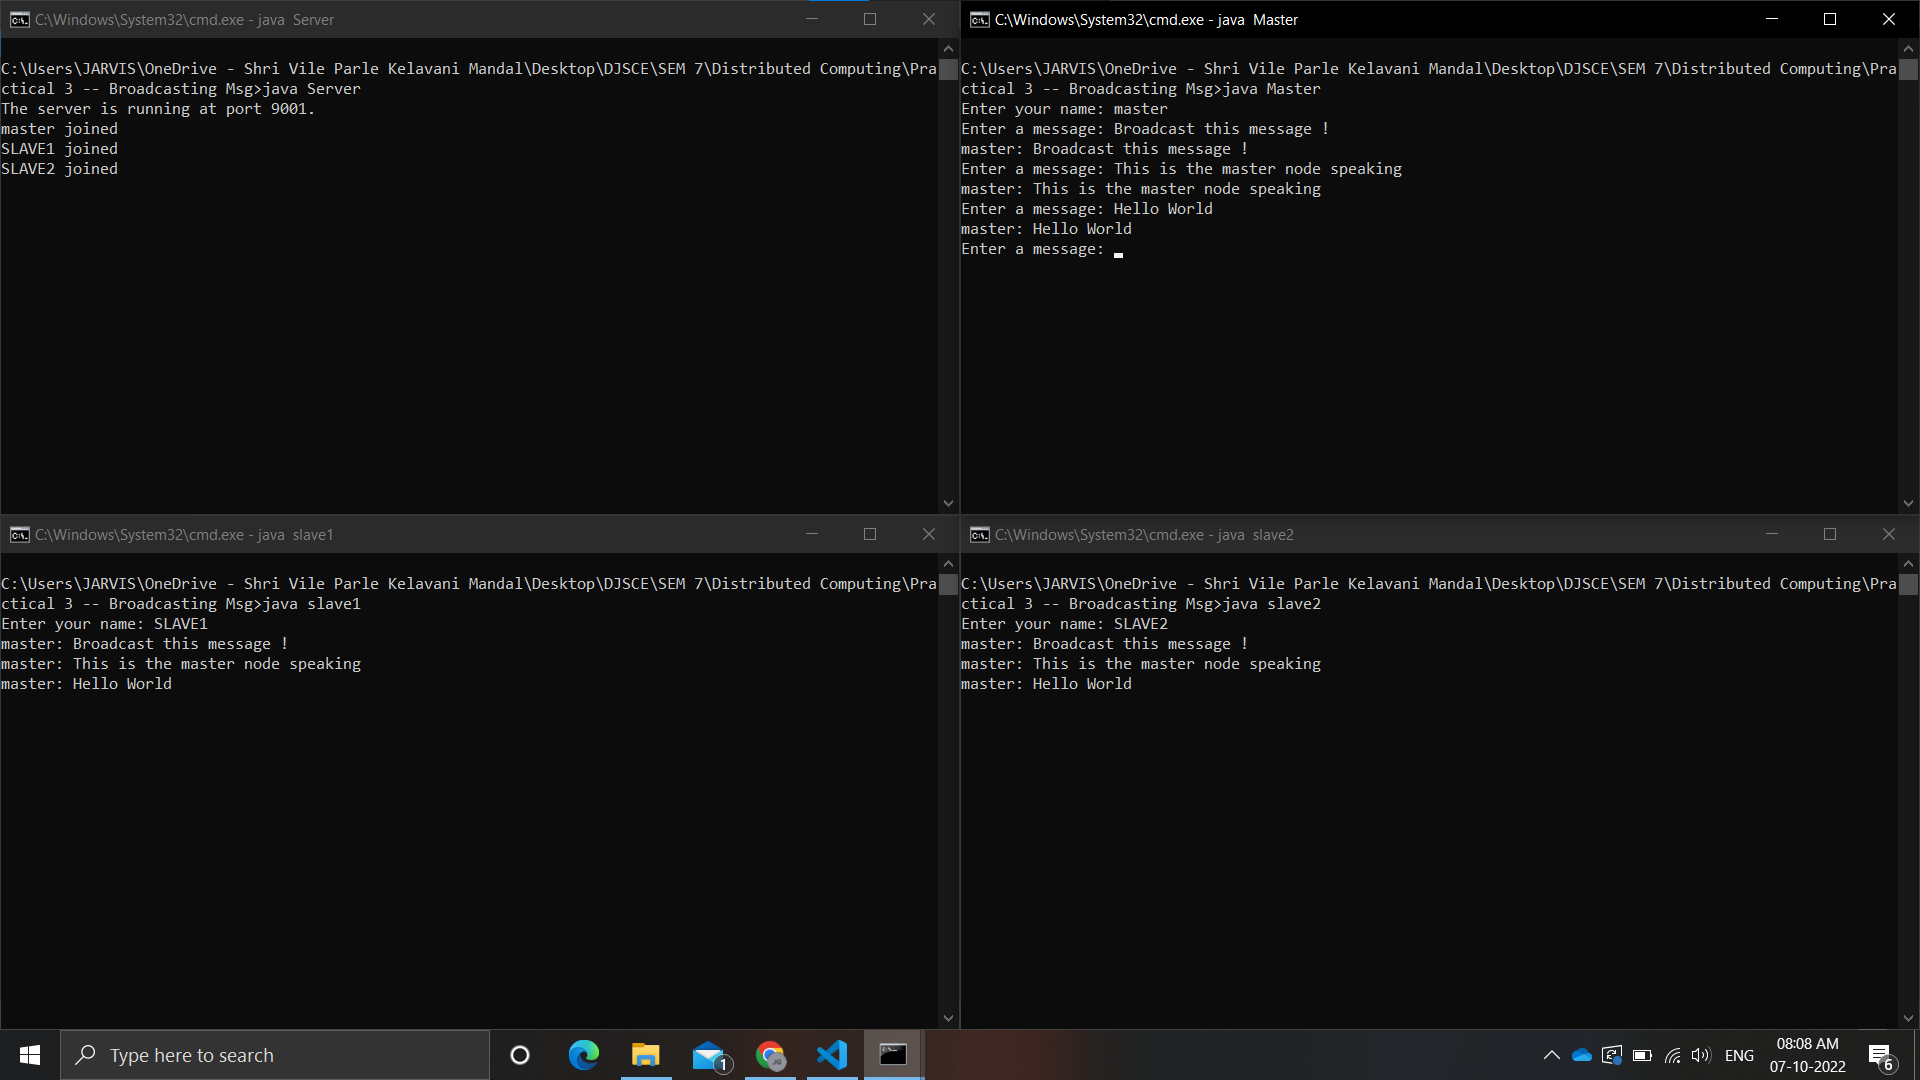 C:\Windows\System32\cmd.exe - java  Server
C:\Users\JARVIS\OneDrive - Shri Vile Parle Kelavani Mandal\Desktop\DJSCE\SEM 7\Distributed Computing\Pra
ctical 3 -- Broadcasting Msg>java Server
The server is running at port 9001.
master joined
SLAVE1 joined
SLAVE2 joined
C:\Windows\System32\cmd.exe - java  Master
C:\Users\JARVIS\OneDrive - Shri Vile Parle Kelavani Mandal\Desktop\DJSCE\SEM 7\Distributed Computing\Pra
ctical 3 -- Broadcasting Msg>java Master
Enter your name: master
Enter a message: Broadcast this message !
master: Broadcast this message !
Enter a message: This is the master node speaking
master: This is the master node speaking
Enter a message: Hello World
master: Hello World
Enter a message:
C:\Windows\System32\cmd.exe - java  slave1
C:\Users\JARVIS\OneDrive - Shri Vile Parle Kelavani Mandal\Desktop\DJSCE\SEM 7\Distributed Computing\Pra
ctical 3 -- Broadcasting Msg>java slave1
Enter your name: SLAVE1
master: Broadcast this message !
master: This is the master node speaking
master: Hello World
C:\Windows\System32\cmd.exe - java  slave2
C:\Users\JARVIS\OneDrive - Shri Vile Parle Kelavani Mandal\Desktop\DJSCE\SEM 7\Distributed Computing\Pra
ctical 3 -- Broadcasting Msg>java slave2
Enter your name: SLAVE2
master: Broadcast this message !
master: This is the master node speaking
master: Hello World
Type here to search
1
ENG
08:08 AM
07-10-2022
6